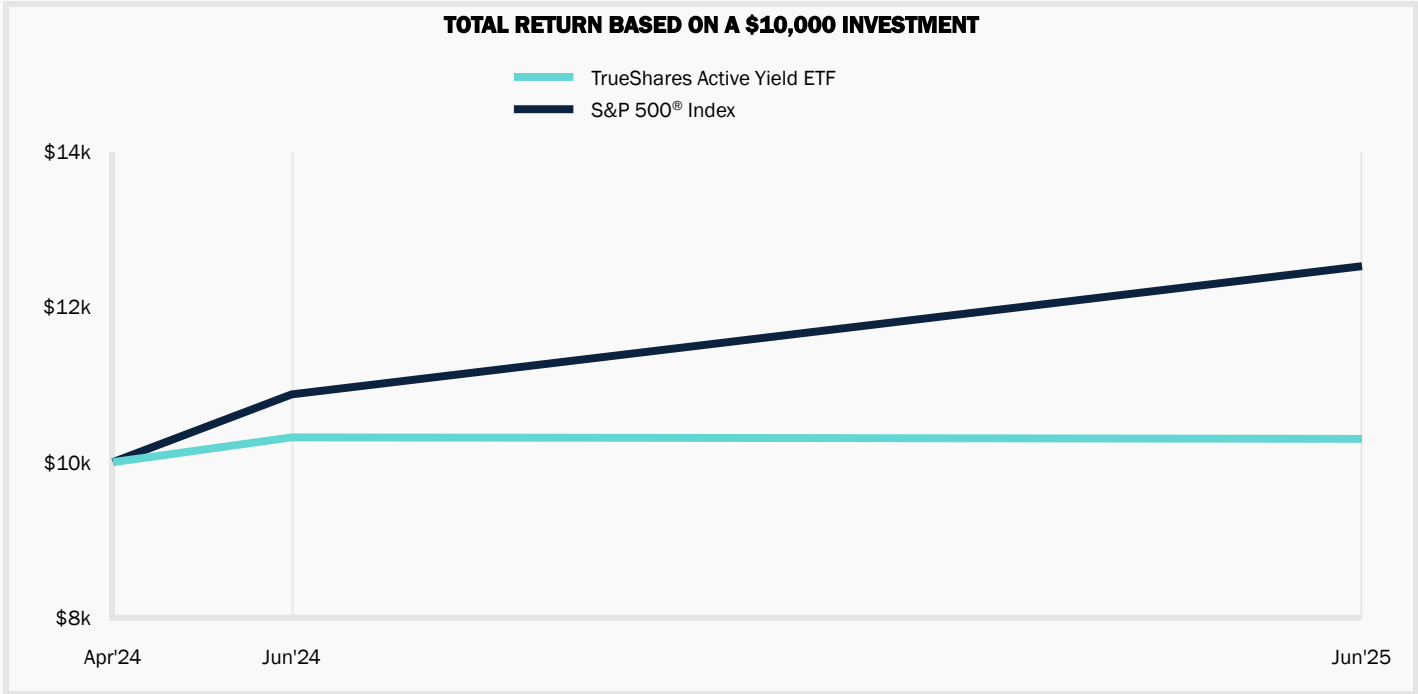 TOTAL RETURN BASED ON A $10,000 INVESTMENT
TrueShares Active Yield ETF
S&P 500® Index
$14k
$12k
$10k
$8k
Apr'24 Jun'24 Jun'25